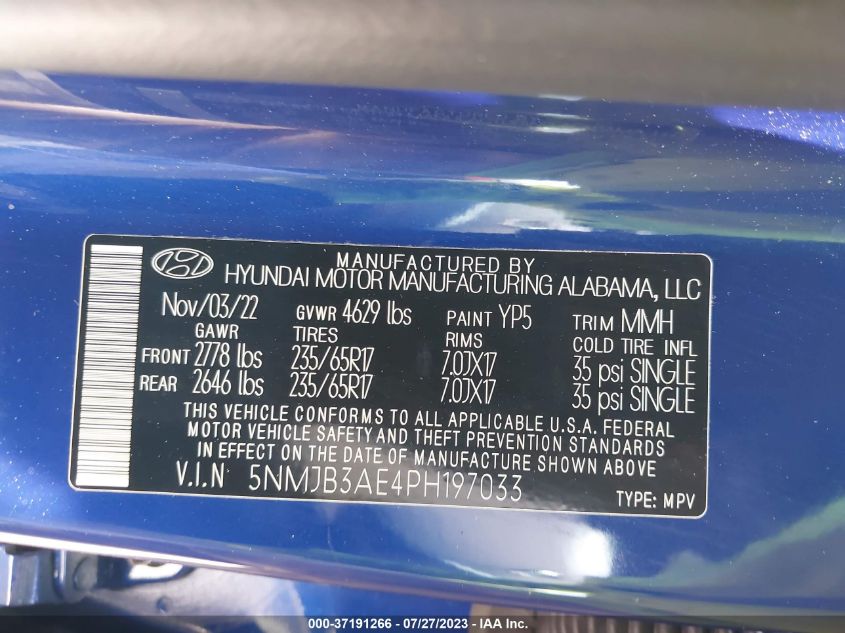 MANUFACTURED BY
HYUNDAI MOTOR MANUFACTURING ALABAMA, LLC
Nov/03/22 GVWR 4629 lbs PAINT YP5 TRIM MMH
GAWR TIRES RIMS COLD TIRE INFL
FRONT 2778 lbs 235/65R17 7.0JX17 35 psi SINGLE
REAR 2646 lbs 235/65R17 7.0JX17 35 psi SINGLE
THIS VEHICLE CONFORMS TO ALL APPLICABLE U.S.A. FEDERAL
MOTOR VEHICLE SAFETY AND THEFT PREVENTION STANDARDS
IN EFFECT ON THE DATE OF MANUFACTURE SHOWN ABOVE
V.I.N 5NMJB3AE4PH197033 TYPE: MPV
000-37191266 - 07/27/2023 - IAA Inc.